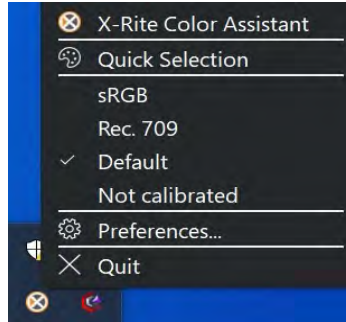 X-Rite Color Assistant
Quick Selection
sRGB
Rec. 709
Default
Not calibrated
Preferences...
Quit